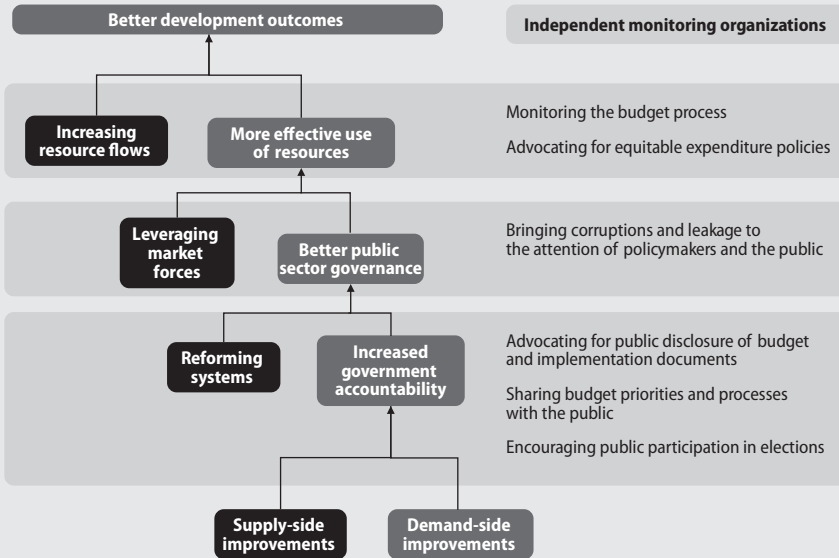 Better development outcomes
Independent monitoring organizations
Increasing
resource flows
More effective use
of resources
Monitoring the budget process
Advocating for equitable expenditure policies
Leveraging
market
forces
Better public
sector governance
Bringing corruptions and leakage to
the attention of policymakers and the public
Reforming
systems
Increased
government
accountability
Advocating for public disclosure of budget
and implementation documents
Sharing budget priorities and processes
with the public
Encouraging public participation in elections
Supply-side
improvements
Demand-side
improvements